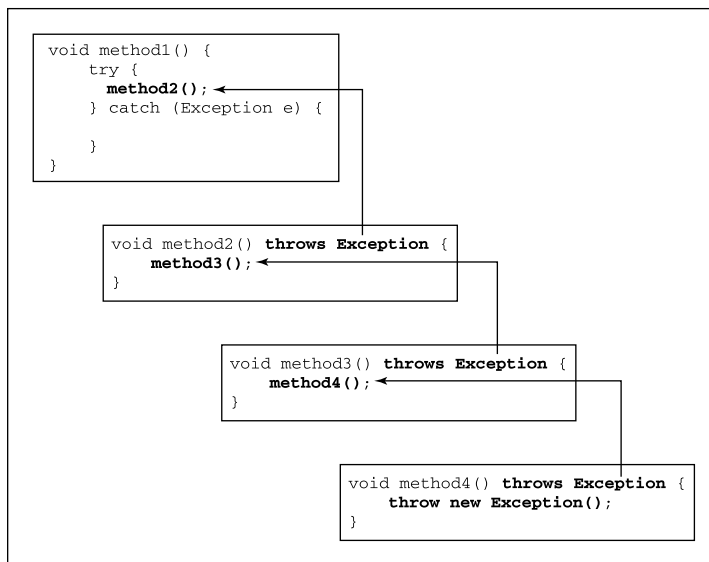 void method1() {
    try {
      method2();
    } catch (Exception e) {

    }
}
void method2() throws Exception {
    method3();
}
void method3() throws Exception {
    method4();
}
void method4() throws Exception {
    throw new Exception();
}